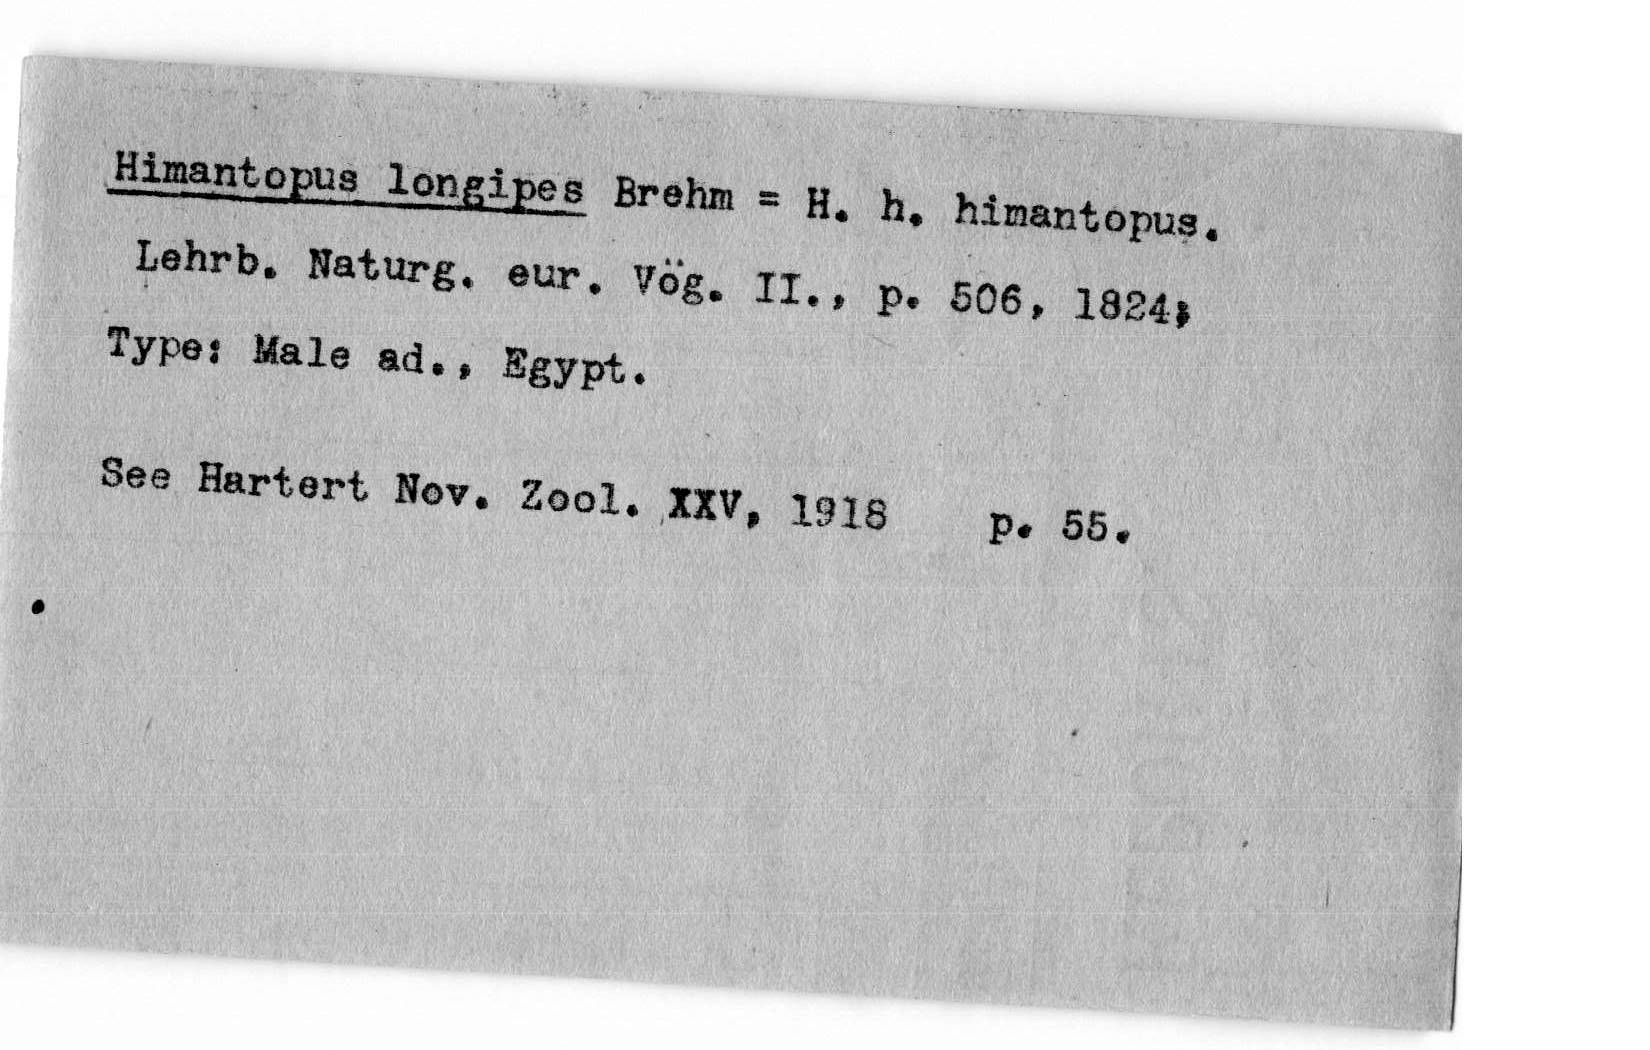 Himantopus longipes Brehm = H. h. himantopus.
Lehrb. Naturg. eur. Vög. II., p. 506, 1824;
Type: Male ad., Egypt.
See Hartert Nov. Zool. XXV, 1918 p. 55.